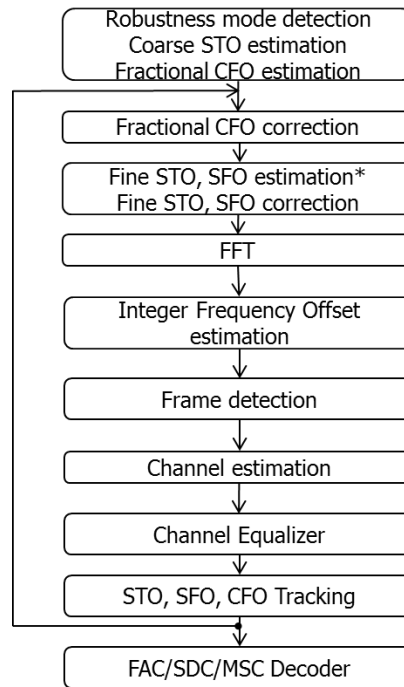 Robustness mode detection
Coarse STO estimation
Fractional CFO estimation
Fractional CFO correction
Fine STO, SFO estimation*
Fine STO, SFO correction
FFT
Integer Frequency Offset
estimation
Frame detection
Channel estimation
Channel Equalizer
STO, SFO, CFO Tracking
FAC/SDC/MSC Decoder